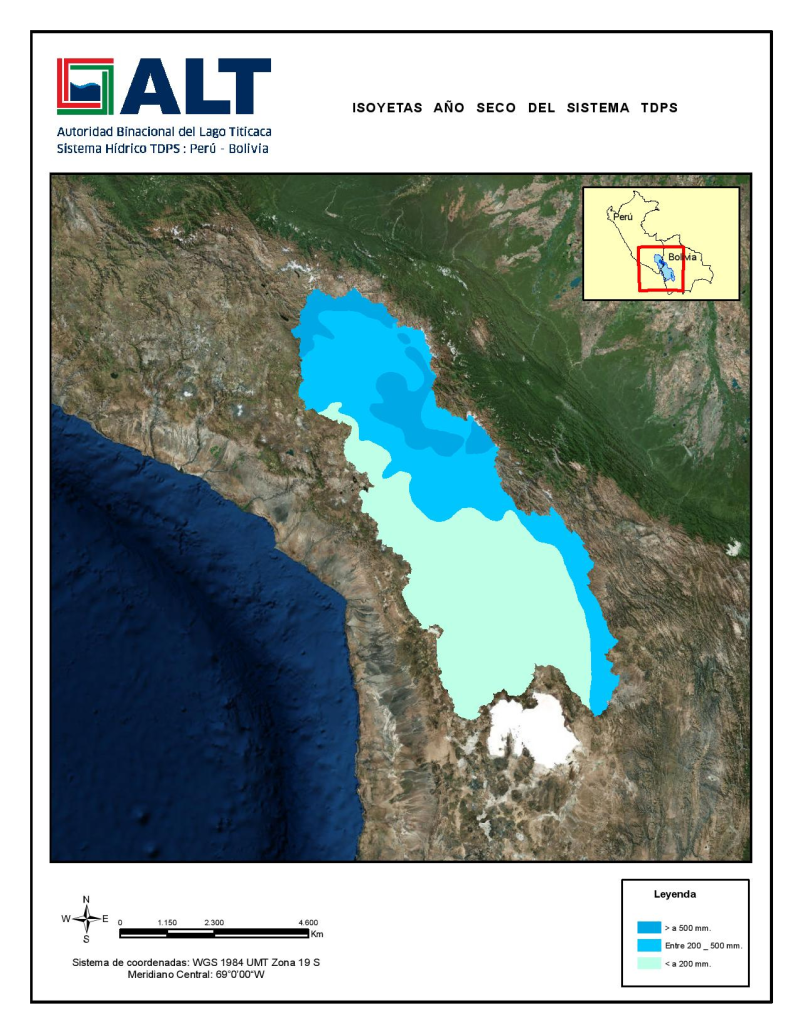 ALT
Autoridad Binacional del Lago Titicaca
Sistema Hídrico TDPS : Perú - Bolivia
ISOYETAS AÑO SECO DEL SISTEMA TDPS
Perú
Bolivia
N
W E
S
0 1.150 2.300 4.600
Km
Sistema de coordenadas: WGS 1984 UMT Zona 19 S
Meridiano Central: 69°0'00"W
Leyenda
> a 500 mm.
Entre 200 _ 500 mm.
< a 200 mm.